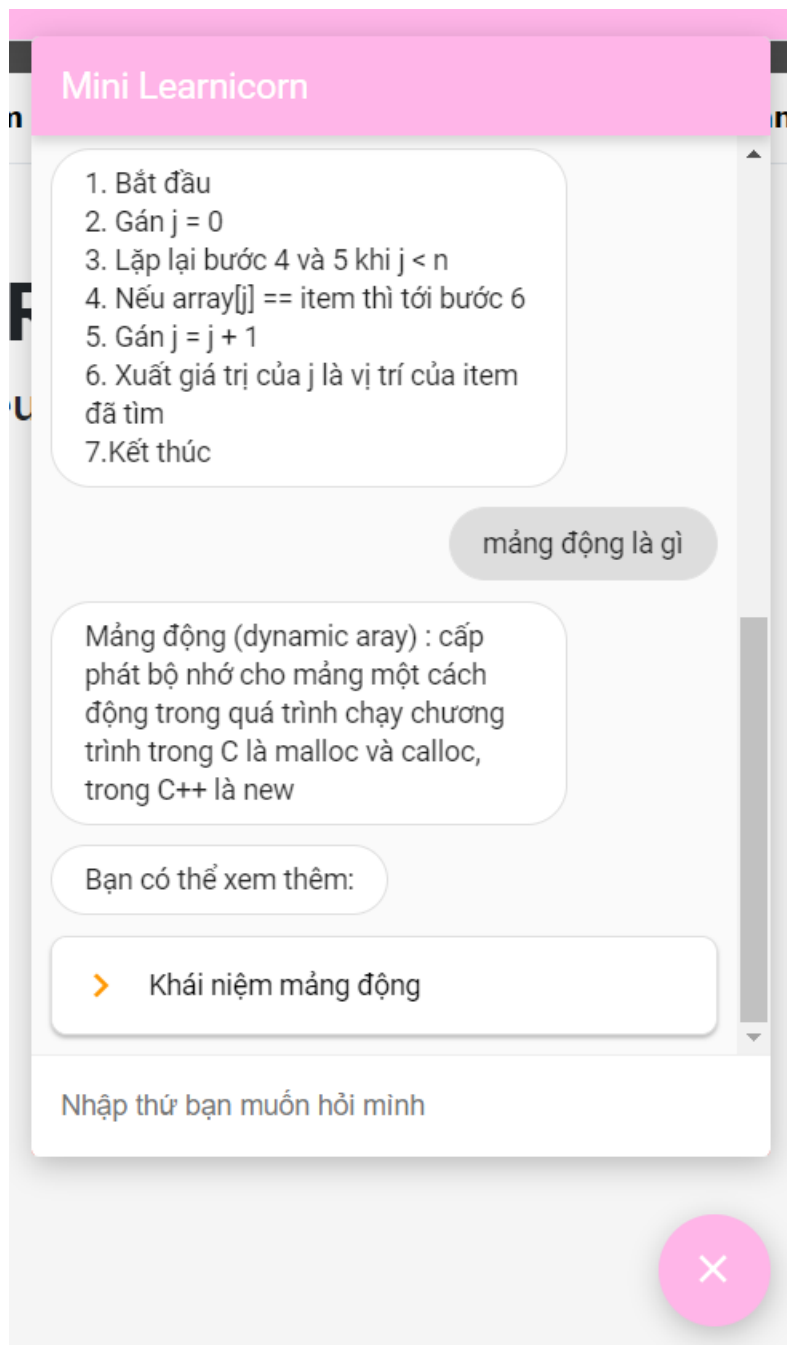 Mini Learnicorn
1. Bắt đầu
2. Gán j = 0
3. Lặp lại bước 4 và 5 khi j < n
4. Nếu array[j] == item thì tới bước 6
5. Gán j = j + 1
6. Xuất giá trị của j là vị trí của item
đã tìm
7.Kết thúc
mảng động là gì
Mảng động (dynamic aray) : cấp
phát bộ nhớ cho mảng một cách
động trong quá trình chạy chương
trình trong C là malloc và calloc,
trong C++ là new
Bạn có thể xem thêm:
Khái niệm mảng động
Nhập thứ bạn muốn hỏi mình